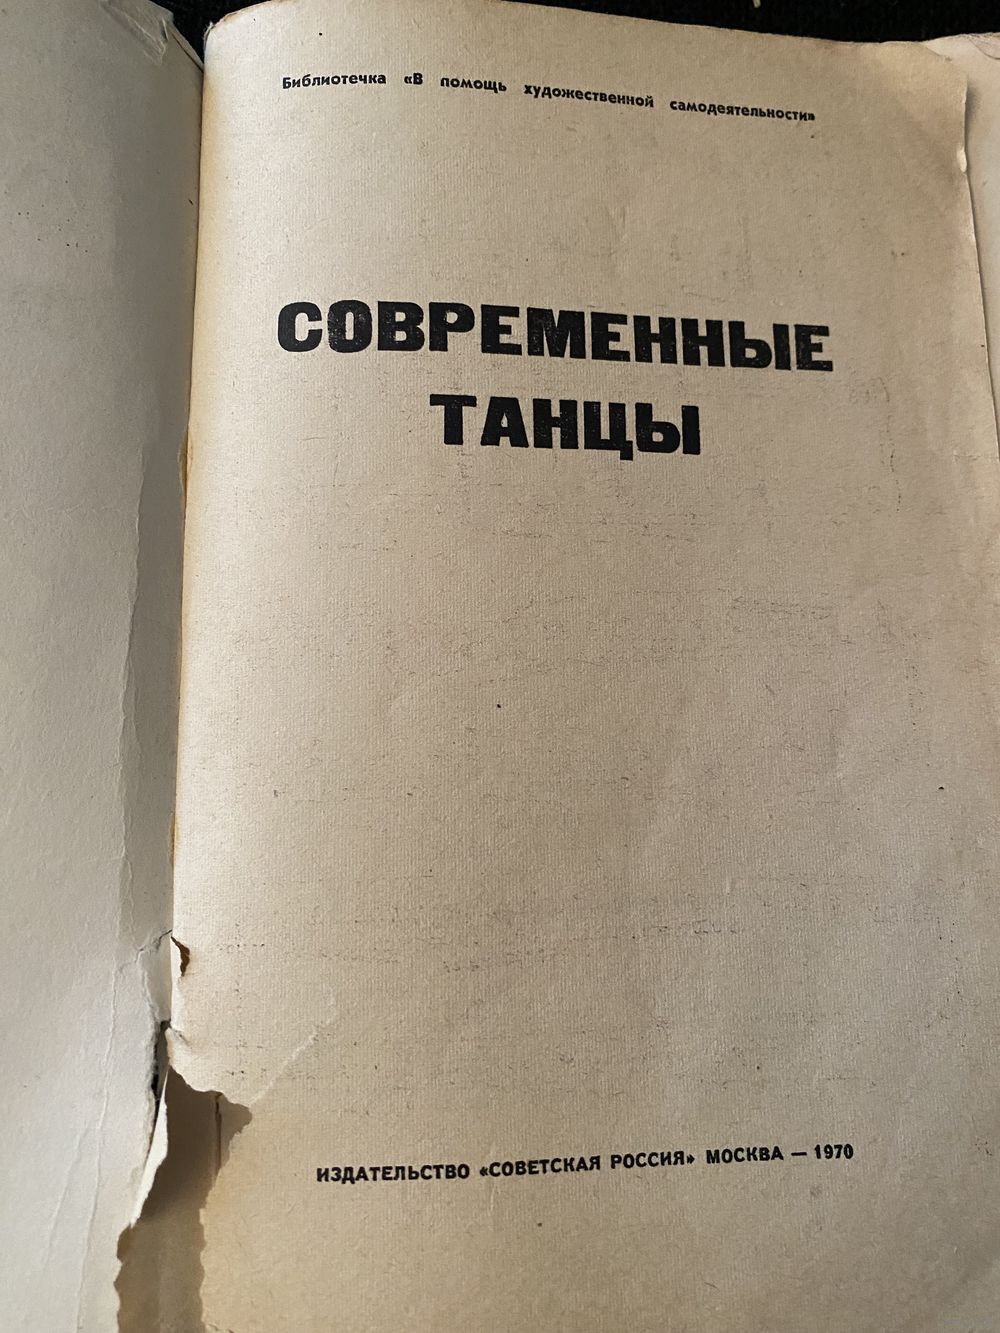 Библиотечка «В помощь художественной самодеятельности»
СОВРЕМЕННЫЕ
ТАНЦЫ
ИЗДАТЕЛЬСТВО «СОВЕТСКАЯ РОССИЯ» МОСКВА — 1970